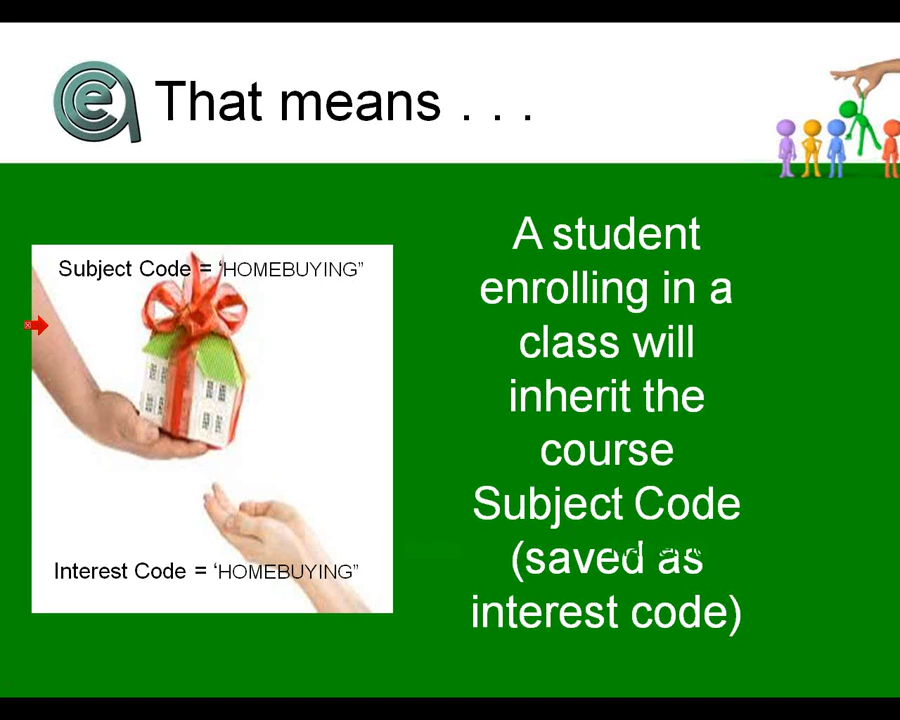 That means . . .
Subject Code = ‘HOMEBUYING”
Interest Code = ‘HOMEBUYING”
A student
enrolling in a
class will
inherit the
course
Subject Code
(saved as
interest code)